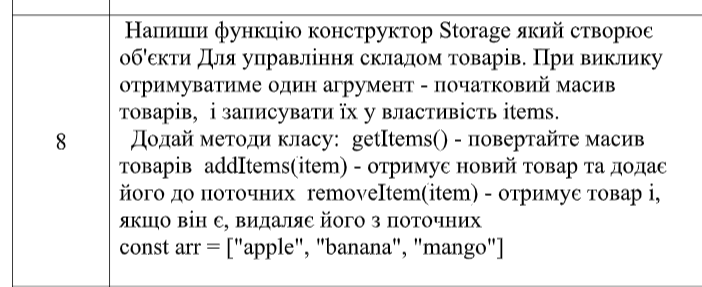 Напиши функцію конструктор Storage який створює
об'єкти Для управління складом товарів. При виклику
отримуватиме один агрумент - початковий масив
товарів, і записувати їх у властивість items.
8
Додай методи класу: getItems() - повертайте масив
товарів addItems(item) - отримує новий товар та додає
його до поточних removeItem(item) - отримує товар і,
якщо він є, видаляє його з поточних
const arr = ["apple", "banana", "mango"]